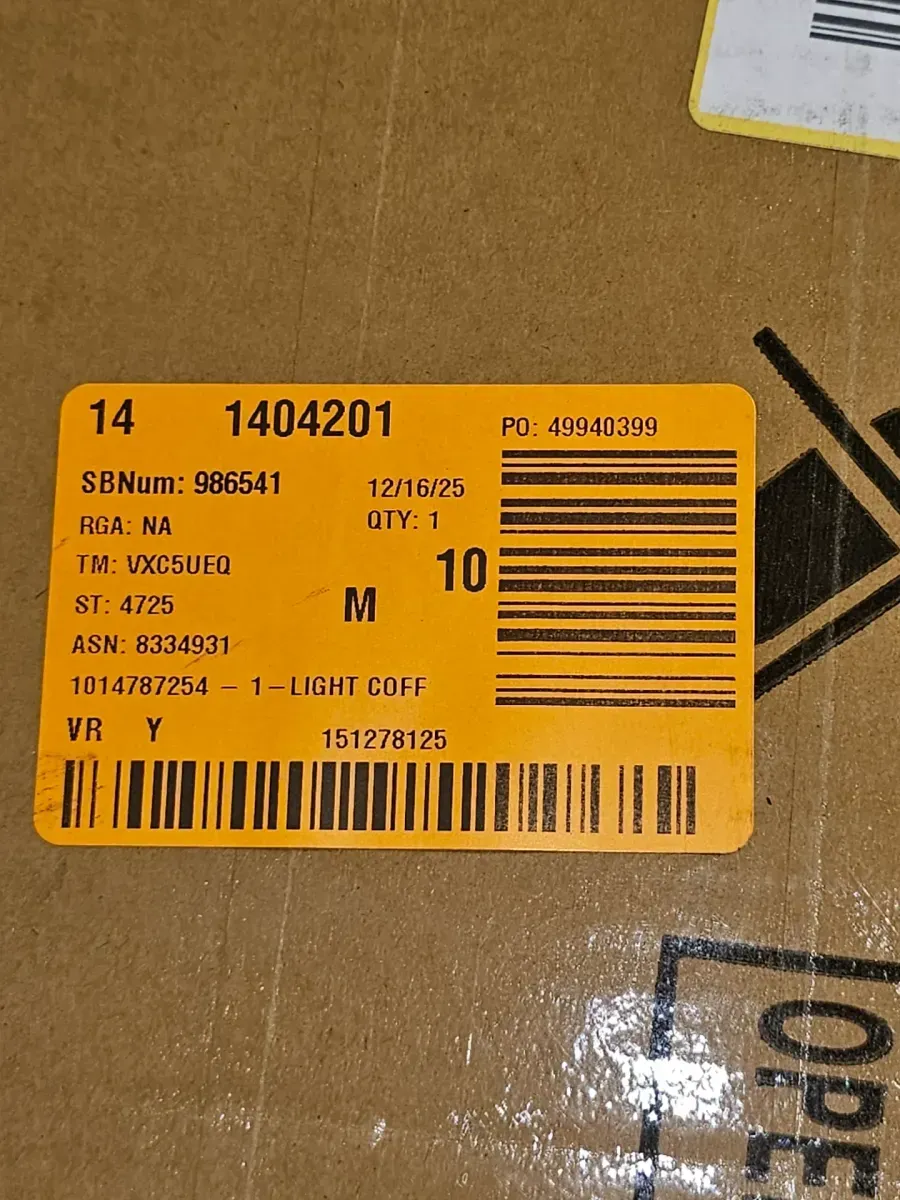 14 1404201
PO: 49940399
SBNum: 986541
12/16/25
RGA: NA
QTY: 1
TM: VXC5UEQ
10
ST: 4725
M
ASN: 8334931
1014787254 - 1-LIGHT COFF
VR Y
151278125
OPE